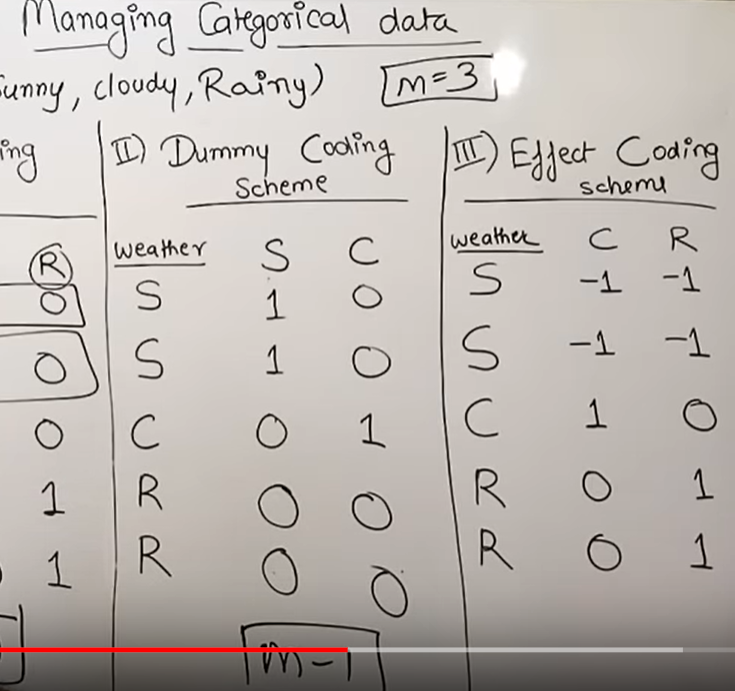 Managing Categorical data
Sunny, cloudy, Rainy) m=3
ing
R
0
0
0
1
1
II) Dummy Coding
Scheme
weather S C
S 1 0
S 1 0
C 0 1
R 0 0
R 0 0
m-1
III) Effect Coding
scheme
weather C R
S -1 -1
S -1 -1
C 1 0
R 0 1
R 0 1